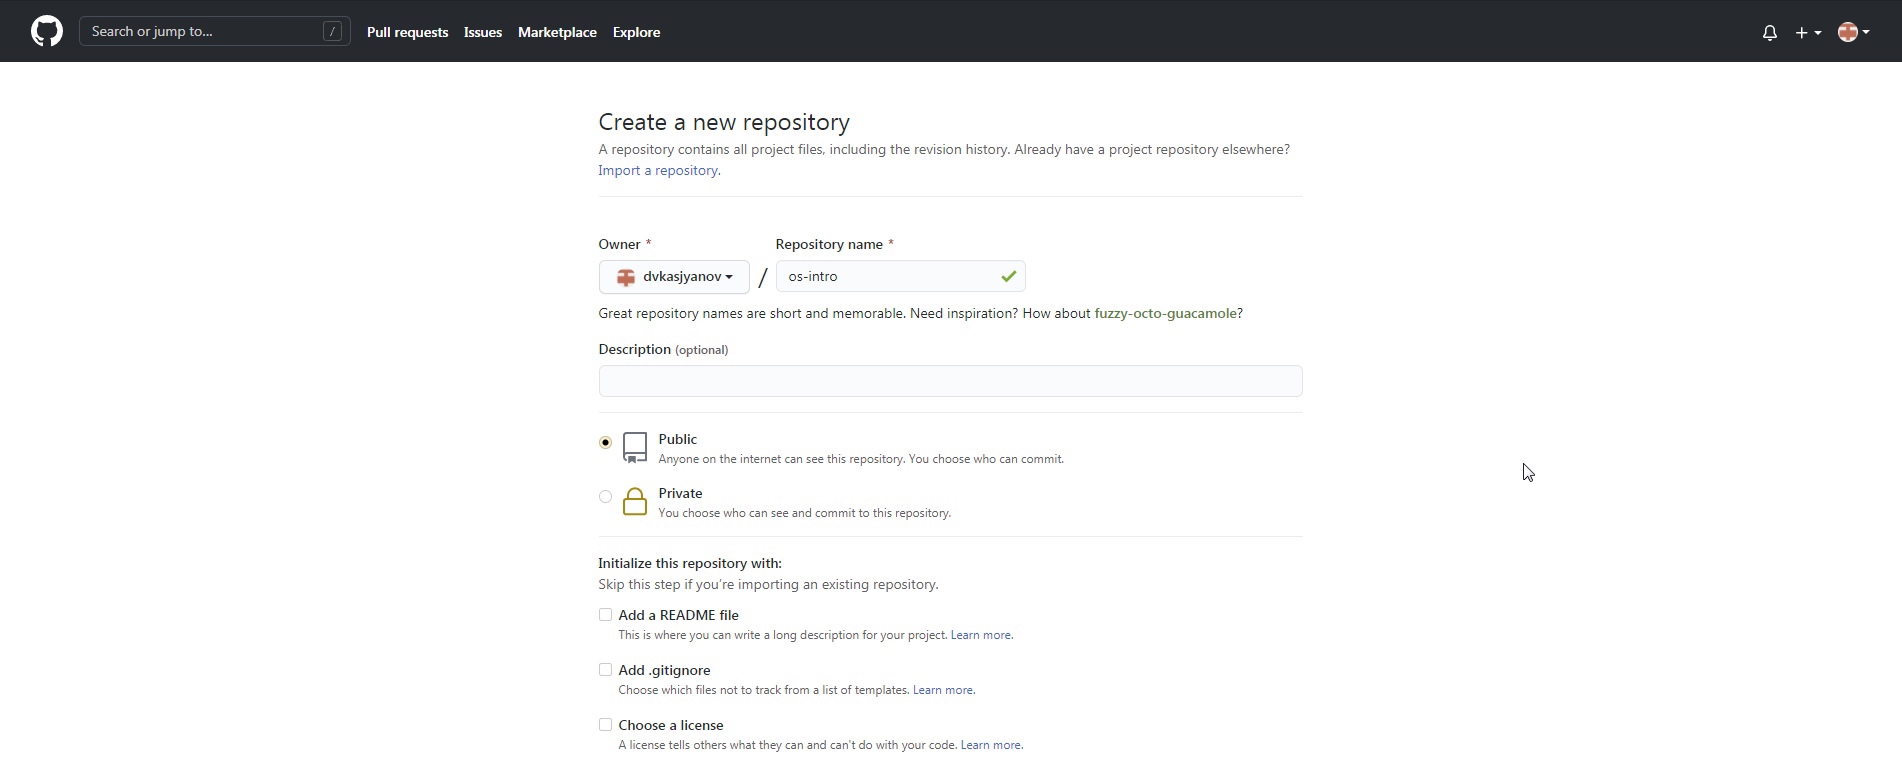 Search or jump to... /
Pull requests Issues Marketplace Explore
Create a new repository
A repository contains all project files, including the revision history. Already have a project repository elsewhere?
Import a repository.
Owner * Repository name *
dvkasjyanov / os-intro
Great repository names are short and memorable. Need inspiration? How about fuzzy-octo-guacamole?
Description (optional)
Public
Anyone on the internet can see this repository. You choose who can commit.
Private
You choose who can see and commit to this repository.
Initialize this repository with:
Skip this step if you're importing an existing repository.
Add a README file
This is where you can write a long description for your project. Learn more.
Add .gitignore
Choose which files not to track from a list of templates. Learn more.
Choose a license
A license tells others what they can and can't do with your code. Learn more.